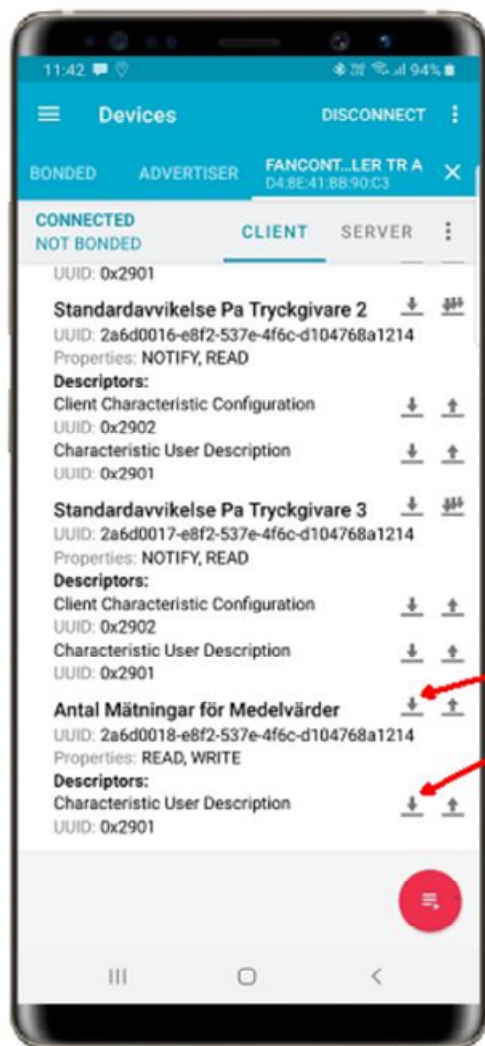 11:42
94%
Devices
DISCONNECT
BONDED
ADVERTISER
FANCONT...LER TR A
D4:8E:41:BB:90:C3
CONNECTED
NOT BONDED
CLIENT
SERVER
UUID: 0x2901
Standardavvikelse Pa Tryckgivare 2
UUID: 2a6d0016-e8f2-537e-4f6c-d104768a1214
Properties: NOTIFY, READ
Descriptors:
Client Characteristic Configuration
UUID: 0x2902
Characteristic User Description
UUID: 0x2901
Standardavvikelse Pa Tryckgivare 3
UUID: 2a6d0017-e8f2-537e-4f6c-d104768a1214
Properties: NOTIFY, READ
Descriptors:
Client Characteristic Configuration
UUID: 0x2902
Characteristic User Description
UUID: 0x2901
Antal Mätningar för Medelvärder
UUID: 2a6d0018-e8f2-537e-4f6c-d104768a1214
Properties: READ, WRITE
Descriptors:
Characteristic User Description
UUID: 0x2901